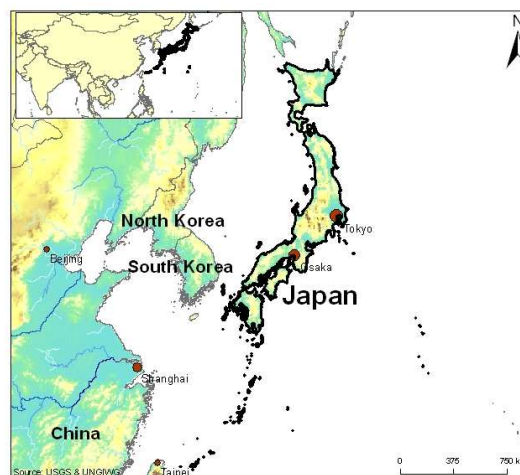 N
North Korea
Tokyo
Beijing
South Korea
Osaka
Japan
Shanghai
China
Source: USGS & UNGIWG
Taipei
0 375 750 k